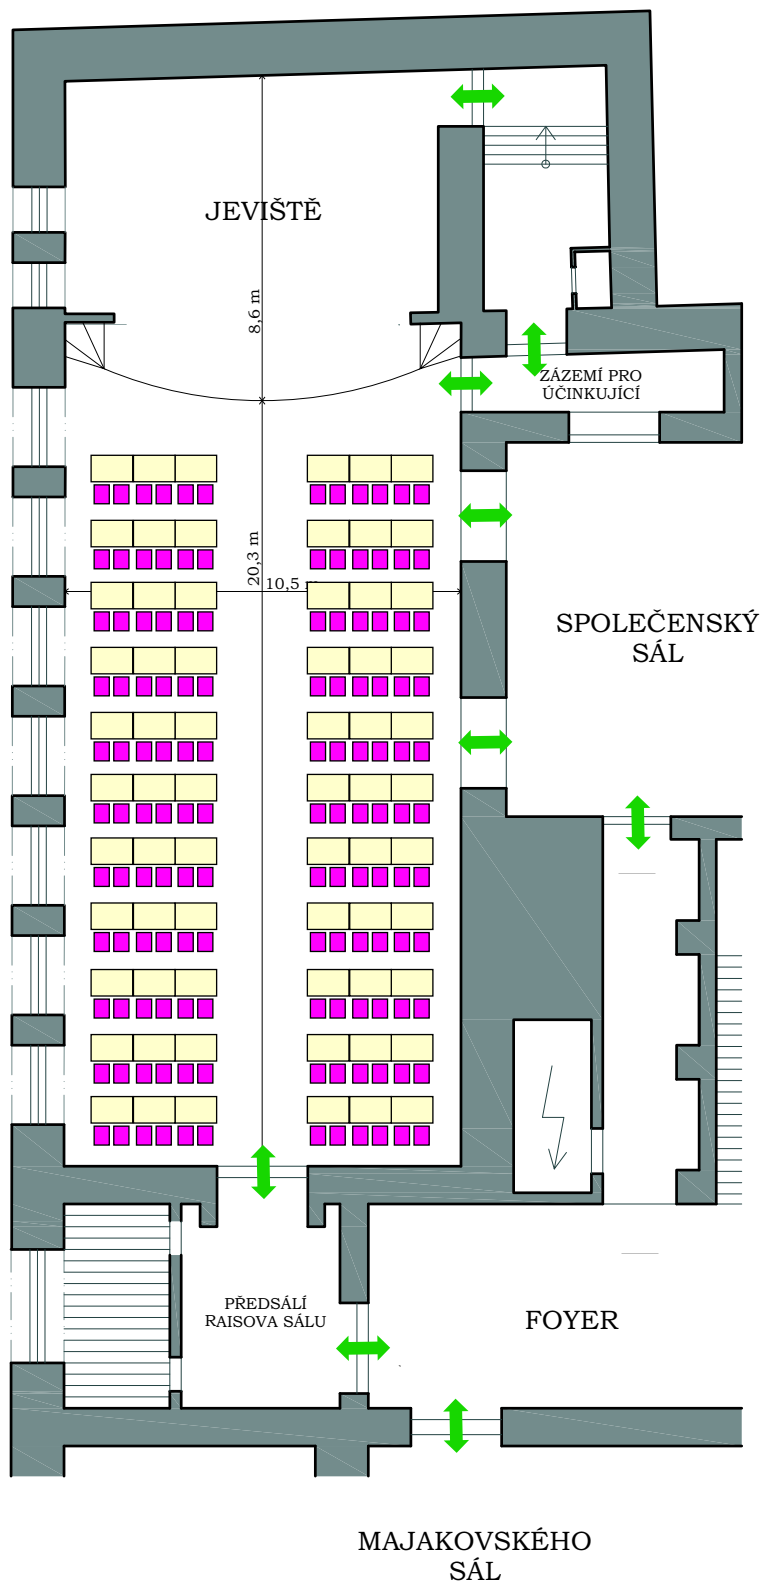 JEVIŠTĚ
8,6 m
ZÁZEMÍ PRO
ÚČINKUJÍCÍ
20,3 m
10,5 m
SPOLEČENSKÝ
SÁL
PŘEDSÁLÍ
RAISOVA SÁLU
FOYER
MAJAKOVSKÉHO
SÁL